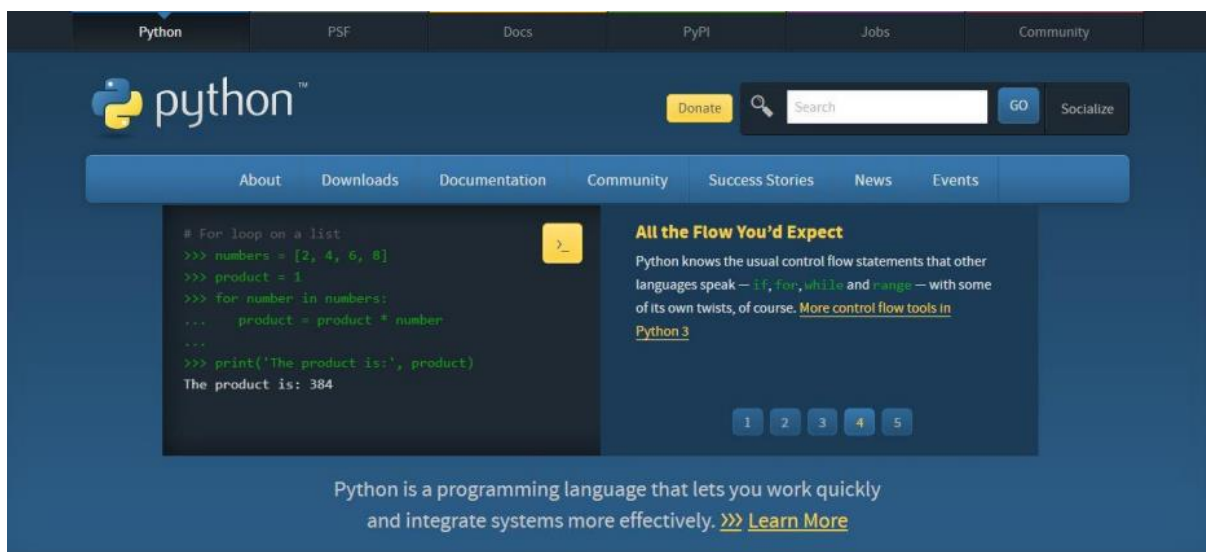 Python PSF Docs PyPI Jobs Community
python™
Donate Search GO Socialize
About Downloads Documentation Community Success Stories News Events
# For loop on a list
>>> numbers = [2, 4, 6, 8]
>>> product = 1
>>> for number in numbers:
...    product = product * number
...
>>> print('The product is:', product)
The product is: 384
>_
All the Flow You’d Expect
Python knows the usual control flow statements that other
languages speak — if, for, while and range — with some
of its own twists, of course. More control flow tools in
Python 3
1 2 3 4 5
Python is a programming language that lets you work quickly
and integrate systems more effectively. >>> Learn More